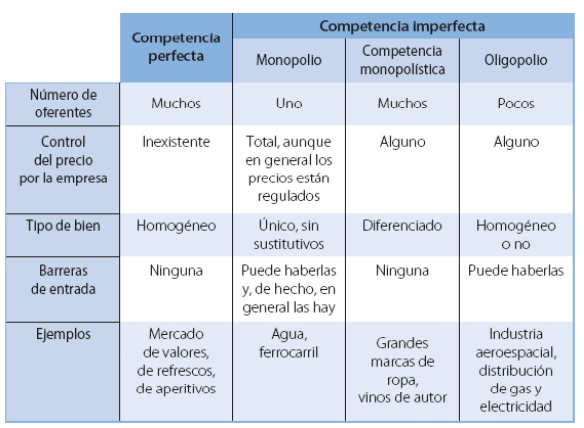 Competencia
perfecta
Competencia imperfecta
Monopolio
Competencia
monopolística
Oligopolio
Número de
oferentes
Muchos
Uno
Muchos
Pocos
Control
del precio
por la empresa
Inexistente
Total, aunque
en general los
precios están
regulados
Alguno
Alguno
Tipo de bien
Homogéneo
Único, sin
sustitutivos
Diferenciado
Homogéneo
o no
Barreras
de entrada
Ninguna
Puede haberlas
y, de hecho, en
general las hay
Ninguna
Puede haberlas
Ejemplos
Mercado
de valores,
de refrescos,
de aperitivos
Agua,
ferrocarril
Grandes
marcas de
ropa,
vinos de autor
Industria
aeroespacial,
distribución
de gas y
electricidad